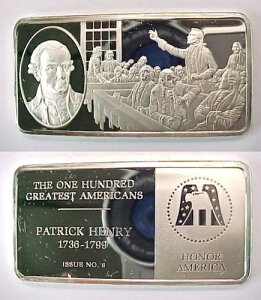 THE ONE HUNDRED
GREATEST AMERICANS
PATRICK HENRY
1736-1799
ISSUE NO. 6
HONOR
AMERICA